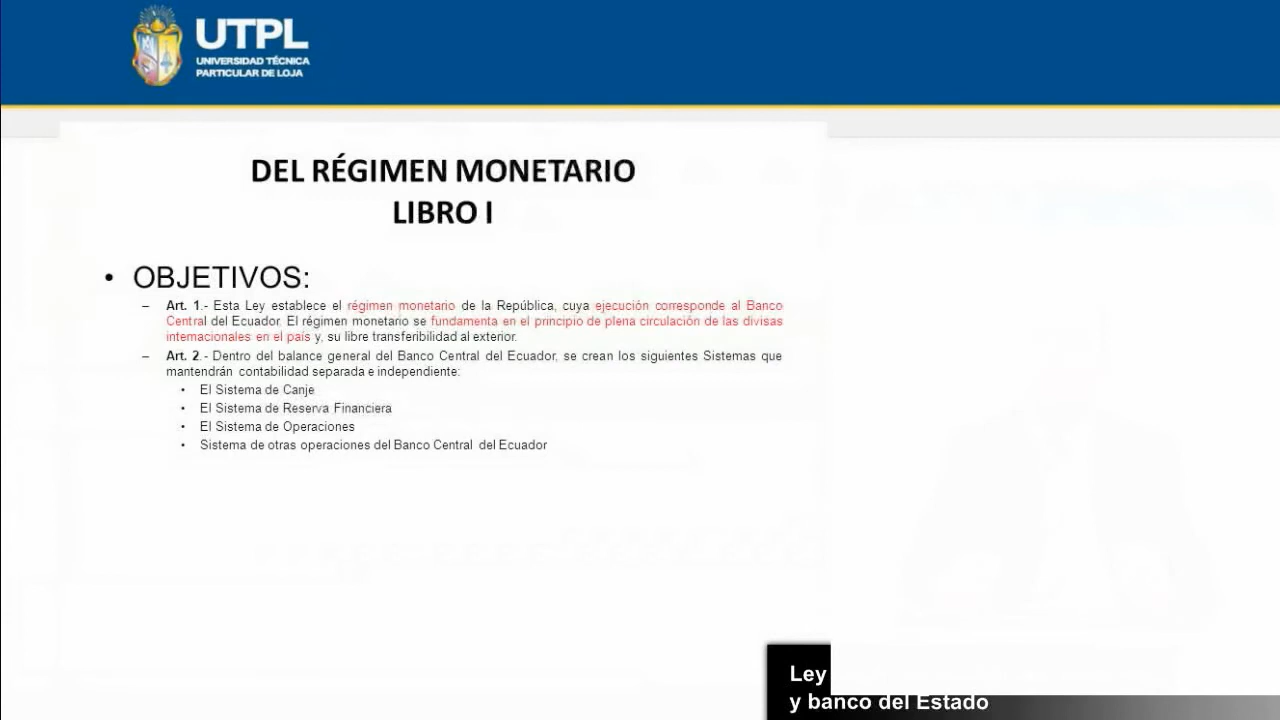 UTPL
UNIVERSIDAD TÉCNICA
PARTICULAR DE LOJA
DEL RÉGIMEN MONETARIO
LIBRO I
• OBJETIVOS:
– Art. 1.- Esta Ley establece el régimen monetario de la República, cuya ejecución corresponde al Banco
Central del Ecuador. El régimen monetario se fundamenta en el principio de plena circulación de las divisas
internacionales en el país y, su libre transferibilidad al exterior.
– Art. 2.- Dentro del balance general del Banco Central del Ecuador, se crean los siguientes Sistemas que
mantendrán contabilidad separada e independiente:
• El Sistema de Canje
• El Sistema de Reserva Financiera
• El Sistema de Operaciones
• Sistema de otras operaciones del Banco Central del Ecuador
Ley
y banco del Estado